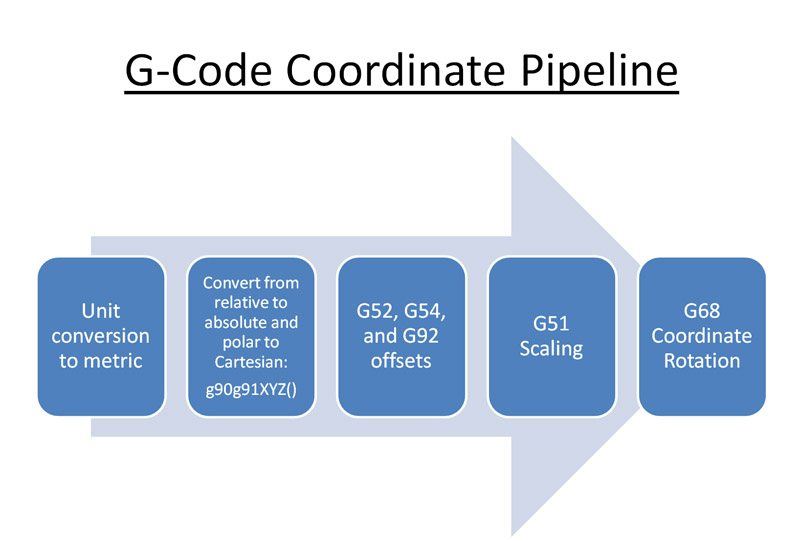 G-Code Coordinate Pipeline
Unit
conversion
to metric
Convert from
relative to
absolute and
polar to
Cartesian:
g90g91XYZ()
G52, G54,
and G92
offsets
G51
Scaling
G68
Coordinate
Rotation